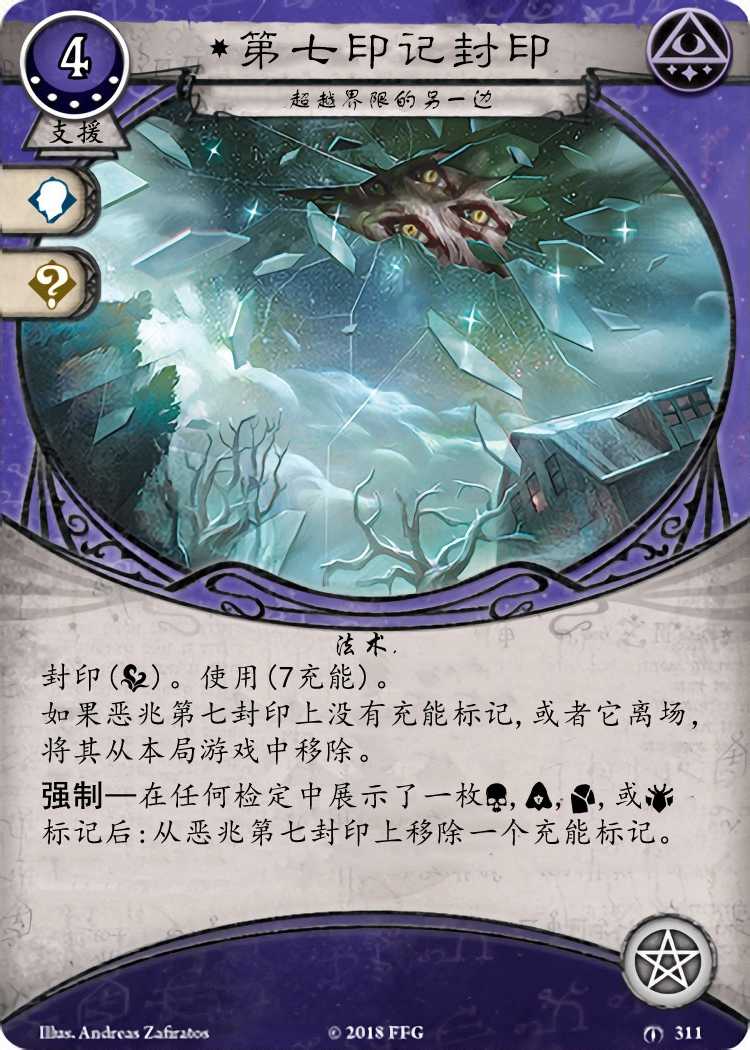 4
第七印记封印
超越界限的另一边
支援
?
法术.
封印()。使用(7充能)。
如果恶兆第七封印上没有充能标记,或者它离场,
将其从本局游戏中移除。
强制—在任何检定中展示了一枚,,,或
标记后:从恶兆第七封印上移除一个充能标记。
Illus. Andreas Zafiratos
© 2018 FFG
311